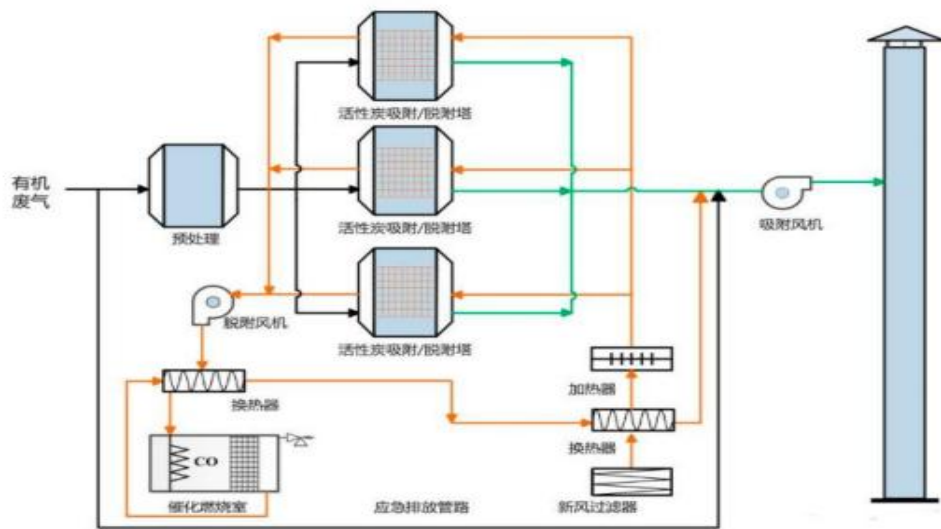 活性炭吸附/脱附塔
有机
废气
预处理
活性炭吸附/脱附塔
吸附风机
脱附风机
活性炭吸附/脱附塔
加热器
换热器
换热器
CO
催化燃烧室
应急排放管路
新风过滤器